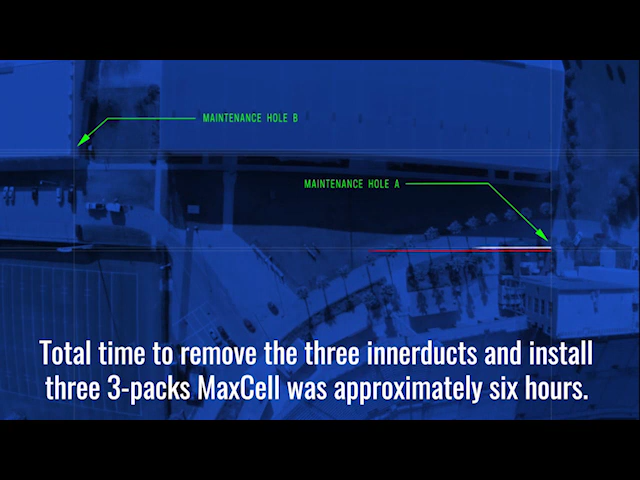 MAINTENANCE HOLE B
MAINTENANCE HOLE A
Total time to remove the three innerducts and install
three 3-packs MaxCell was approximately six hours.